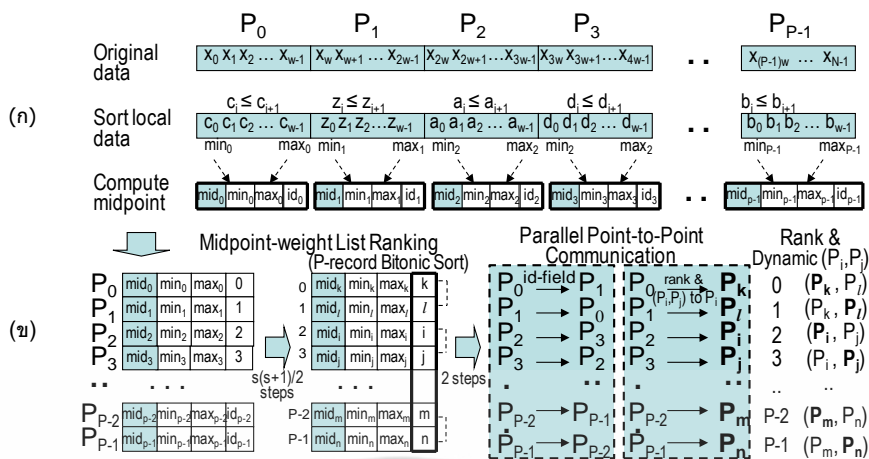 P0 P1 P2 P3 PP-1
Original data x0 x1 x2 ... xw-1 xw xw+1 ... x2w-1 x2w x2w+1 ... x3w-1 x3w x3w+1 ... x4w-1 . . x(P-1)w ... xN-1
(ก)
ci ≤ ci+1 zi ≤ zi+1 ai ≤ ai+1 di ≤ di+1 bi ≤ bi+1
Sort local data c0 c1 c2 ... cw-1 z0 z1 z2 ... zw-1 a0 a1 a2 ... aw-1 d0 d1 d2 ... dw-1 . . b0 b1 b2 ... bw-1
min0 max0 min1 max1 min2 max2 min2 max2 minP-1 maxP-1
Compute midpoint mid0 min0 max0 id0 mid1 min1 max1 id1 mid2 min2 max2 id2 mid3 min3 max3 id3 . . midp-1 minp-1 maxp-1 idp-1
Midpoint-weight List Ranking
(P-record Bitonic Sort)
Parallel Point-to-Point Communication
Rank & Dynamic (Pi,Pj)
(ข)
P0 mid0 min0 max0 0
P1 mid1 min1 max1 1
P2 mid2 min2 max2 2
P3 mid3 min3 max3 3
.. . . . ..
PP-2 midp-2 minp-2 maxp-2 idp-2
PP-1 midp-1 minp-1 maxp-1 idp-1
s(s+1)/2 steps
0 midk mink maxk k
1 midl minl maxl l
2 midi mini maxi i
3 midj minj maxj j
. . .
P-2 midm minm maxm m
P-1 midn minn maxn n
2 steps
id-field
P0 P1
P1 P0
P2 P3
P3 P2
PP-2 PP-1
PP-1 PP-2
rank & (Pi,Pj) to Pi
P0 Pk
P1 Pl
P2 Pi
P3 Pj
PP-2 Pm
PP-1 Pn
0 (Pk, Pl)
1 (Pk, Pl)
2 (Pi, Pj)
3 (Pi, Pj)
.. ..
P-2 (Pm, Pn)
P-1 (Pm, Pn)